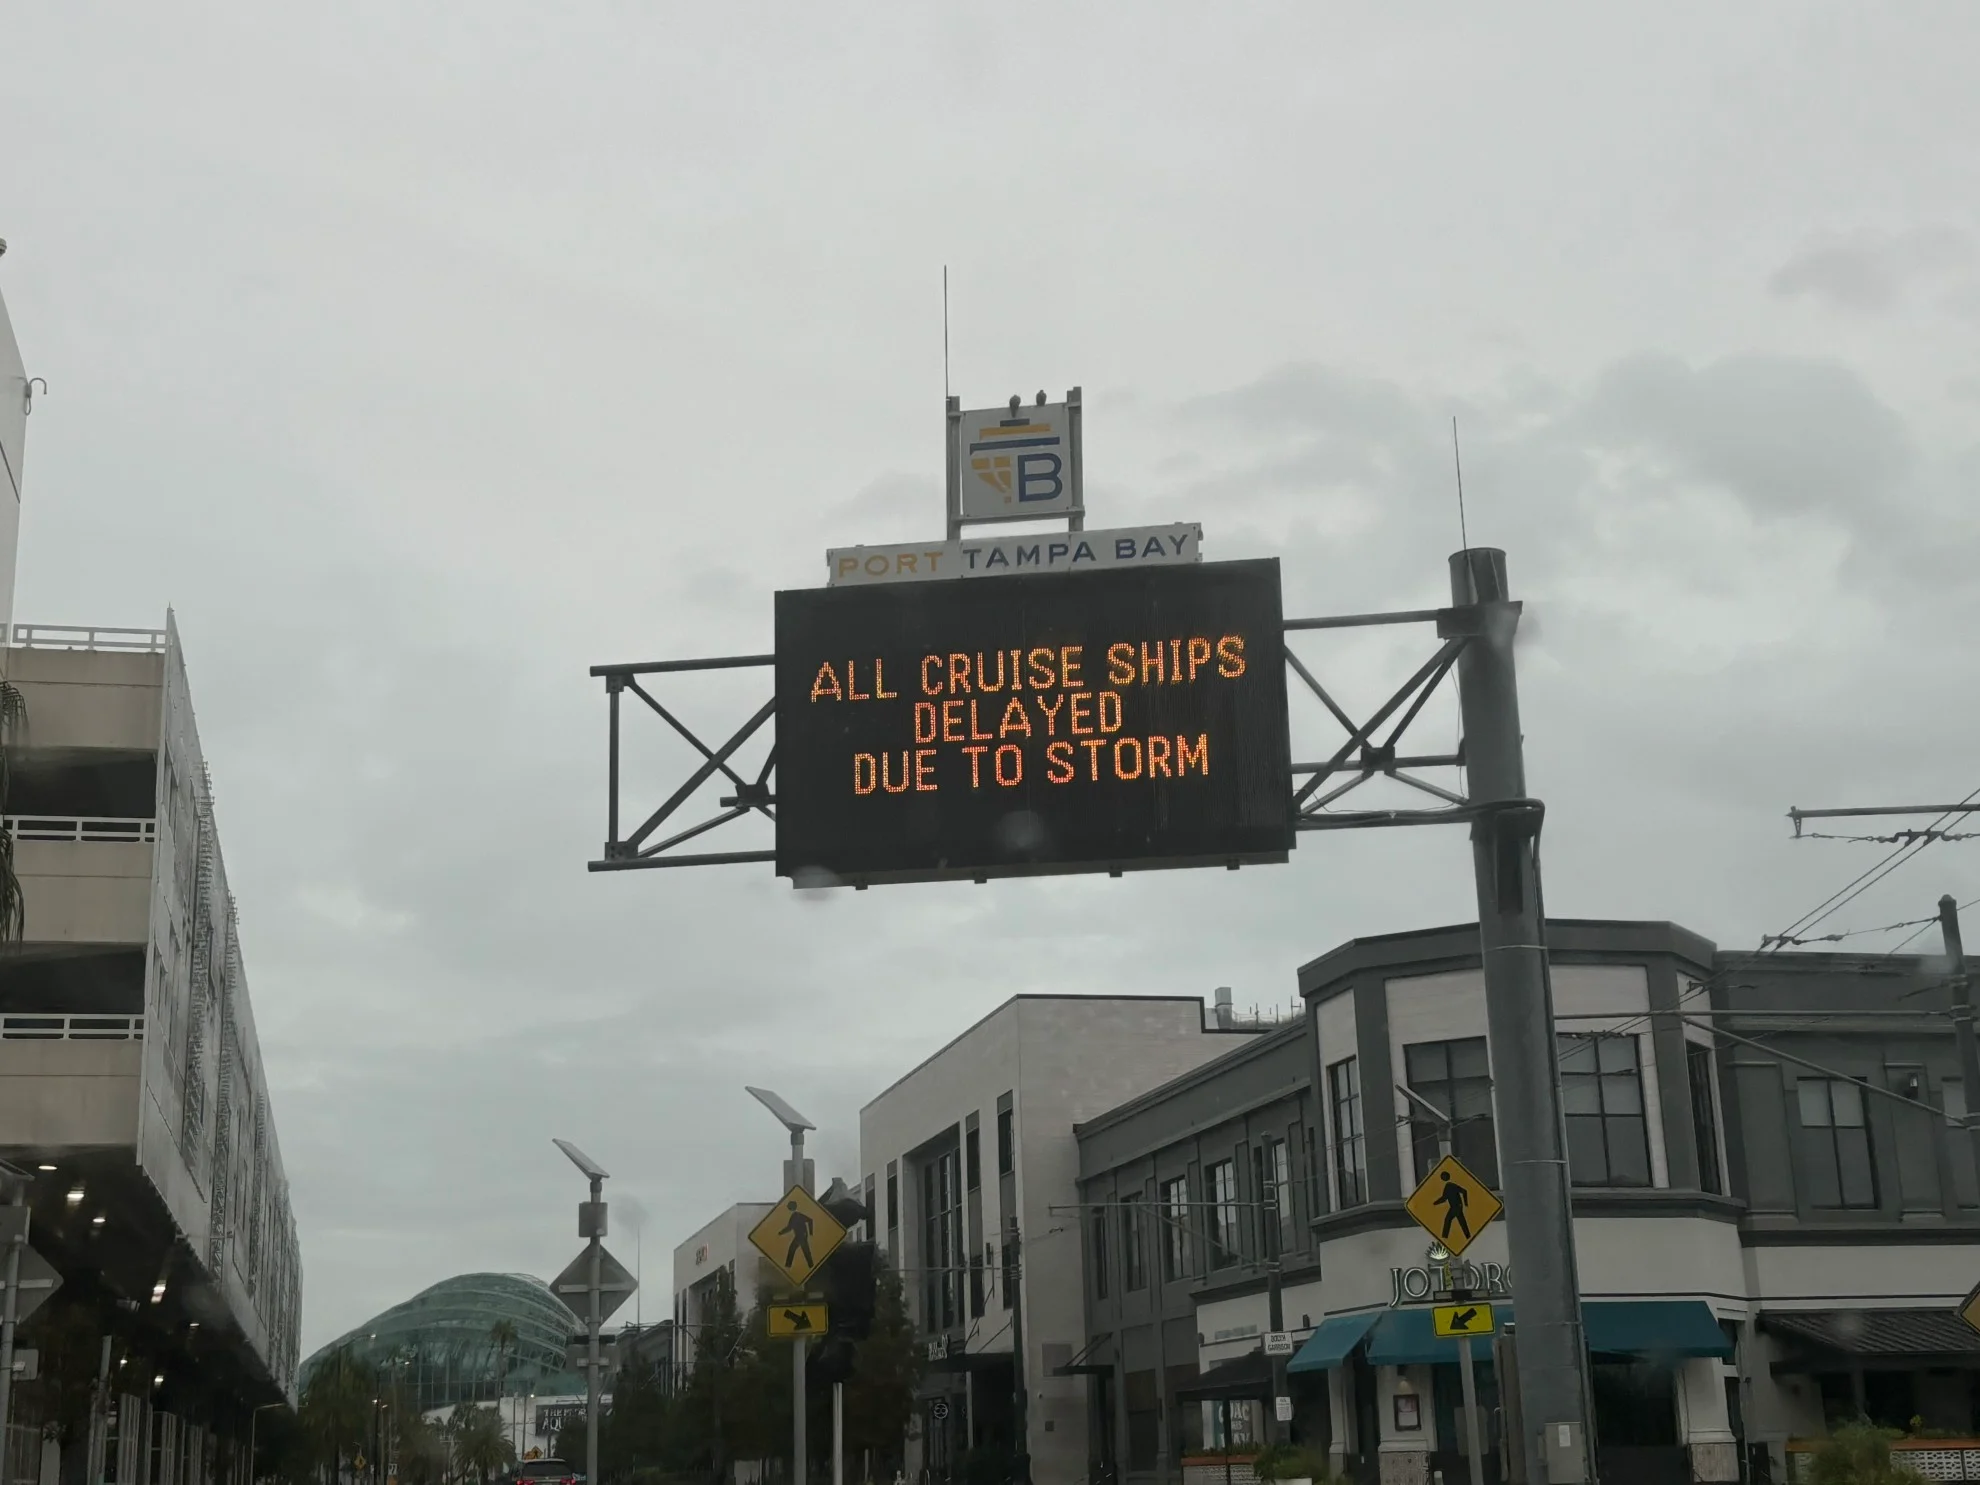 B
PORT TAMPA BAY
ALL CRUISE SHIPS
DELAYED
DUE TO STORM